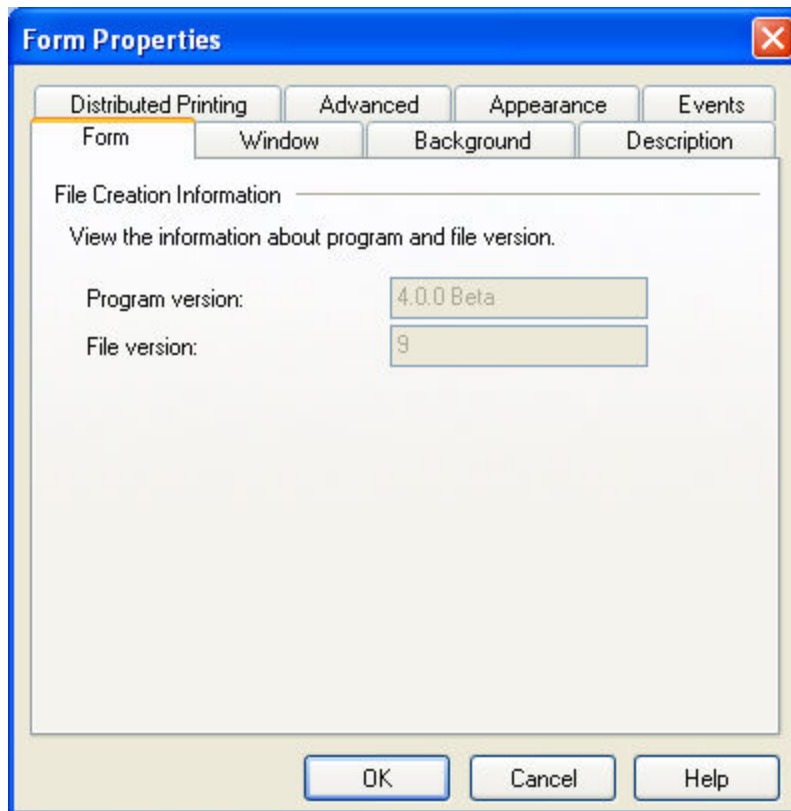 Form Properties
Distributed Printing Advanced Appearance Events
Form Window Background Description
File Creation Information
View the information about program and file version.
Program version: 4.0.0 Beta
File version: 9
OK Cancel Help